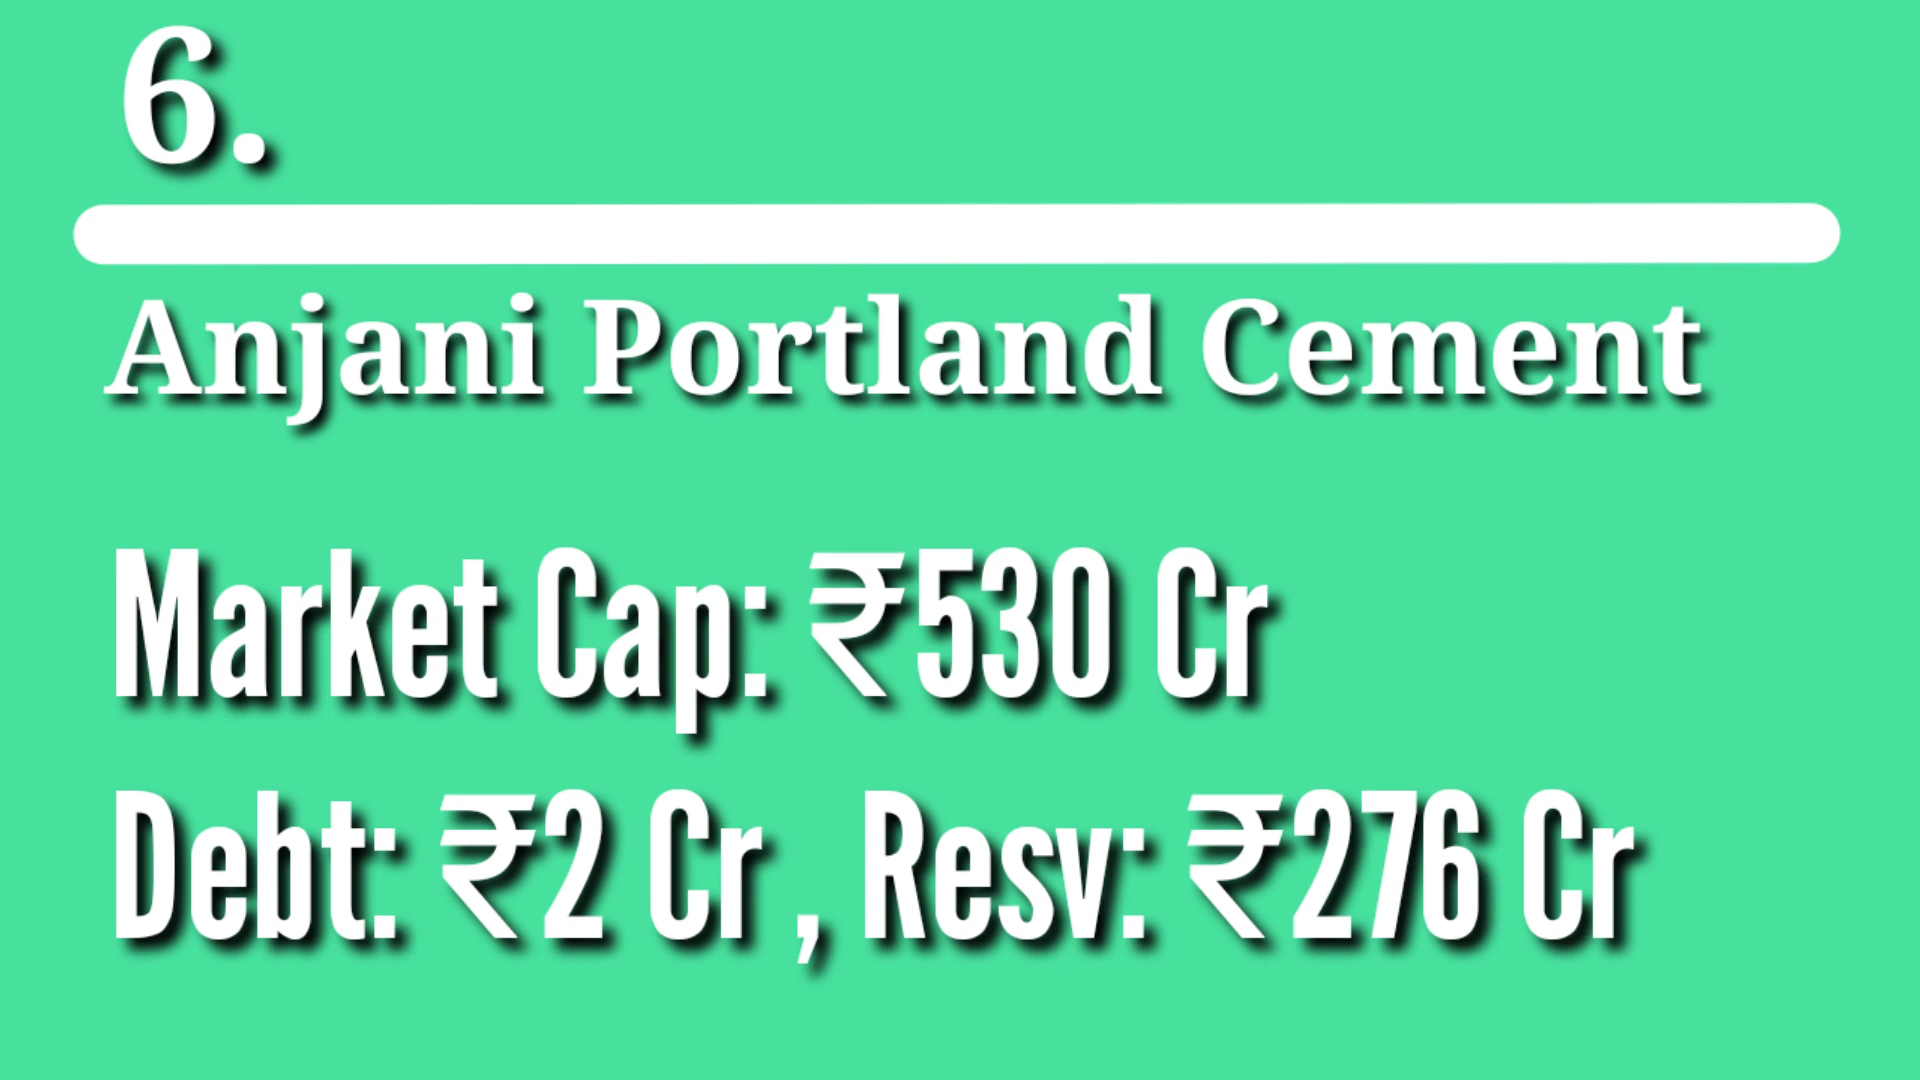 6.
Anjani Portland Cement
Market Cap: ₹530 Cr
Debt: ₹2 Cr , Resv: ₹276 Cr